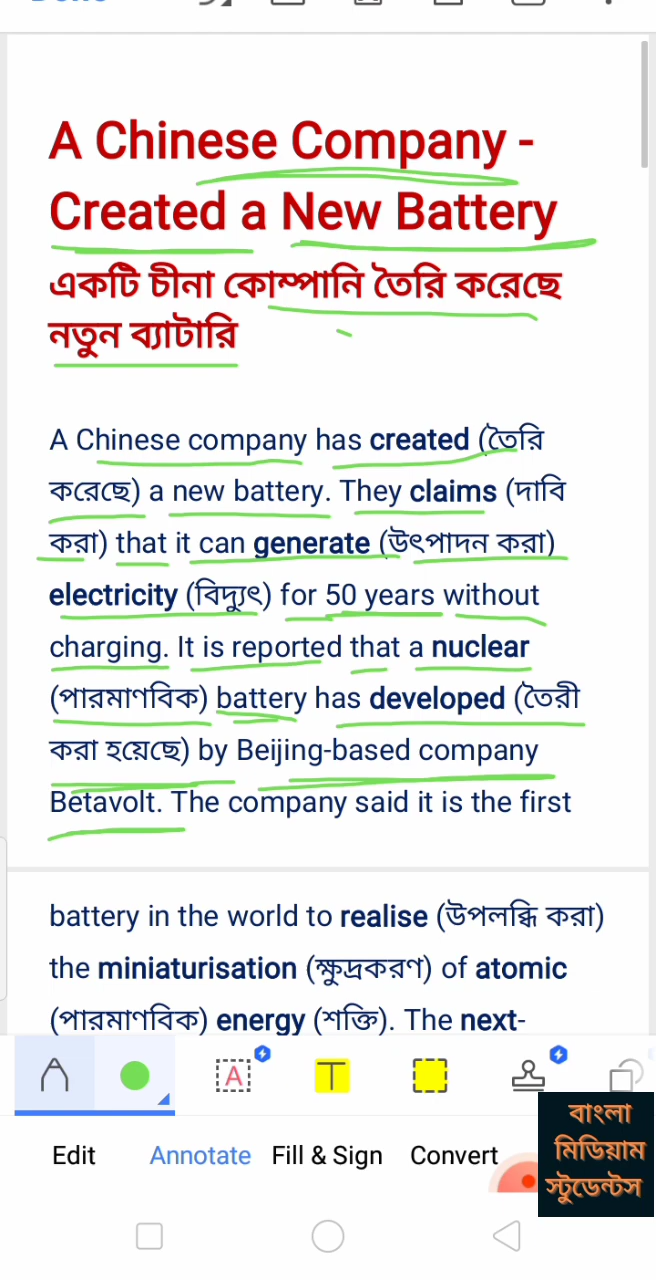 A Chinese Company -
Created a New Battery
একটি চীনা কোম্পানি তৈরি করেছে
নতুন ব্যাটারি
A Chinese company has created (তৈরি
করেছে) a new battery. They claims (দাবি
করা) that it can generate (উৎপাদন করা)
electricity (বিদ্যুৎ) for 50 years without
charging. It is reported that a nuclear
(পারমাণবিক) battery has developed (তৈরী
করা হয়েছে) by Beijing-based company
Betavolt. The company said it is the first
battery in the world to realise (উপলব্ধি করা)
the miniaturisation (ক্ষুদ্রকরণ) of atomic
(পারমাণবিক) energy (শক্তি). The next-
A
T
Edit Annotate Fill & Sign Convert
বাংলা
মিডিয়াম
স্টুডেন্টস